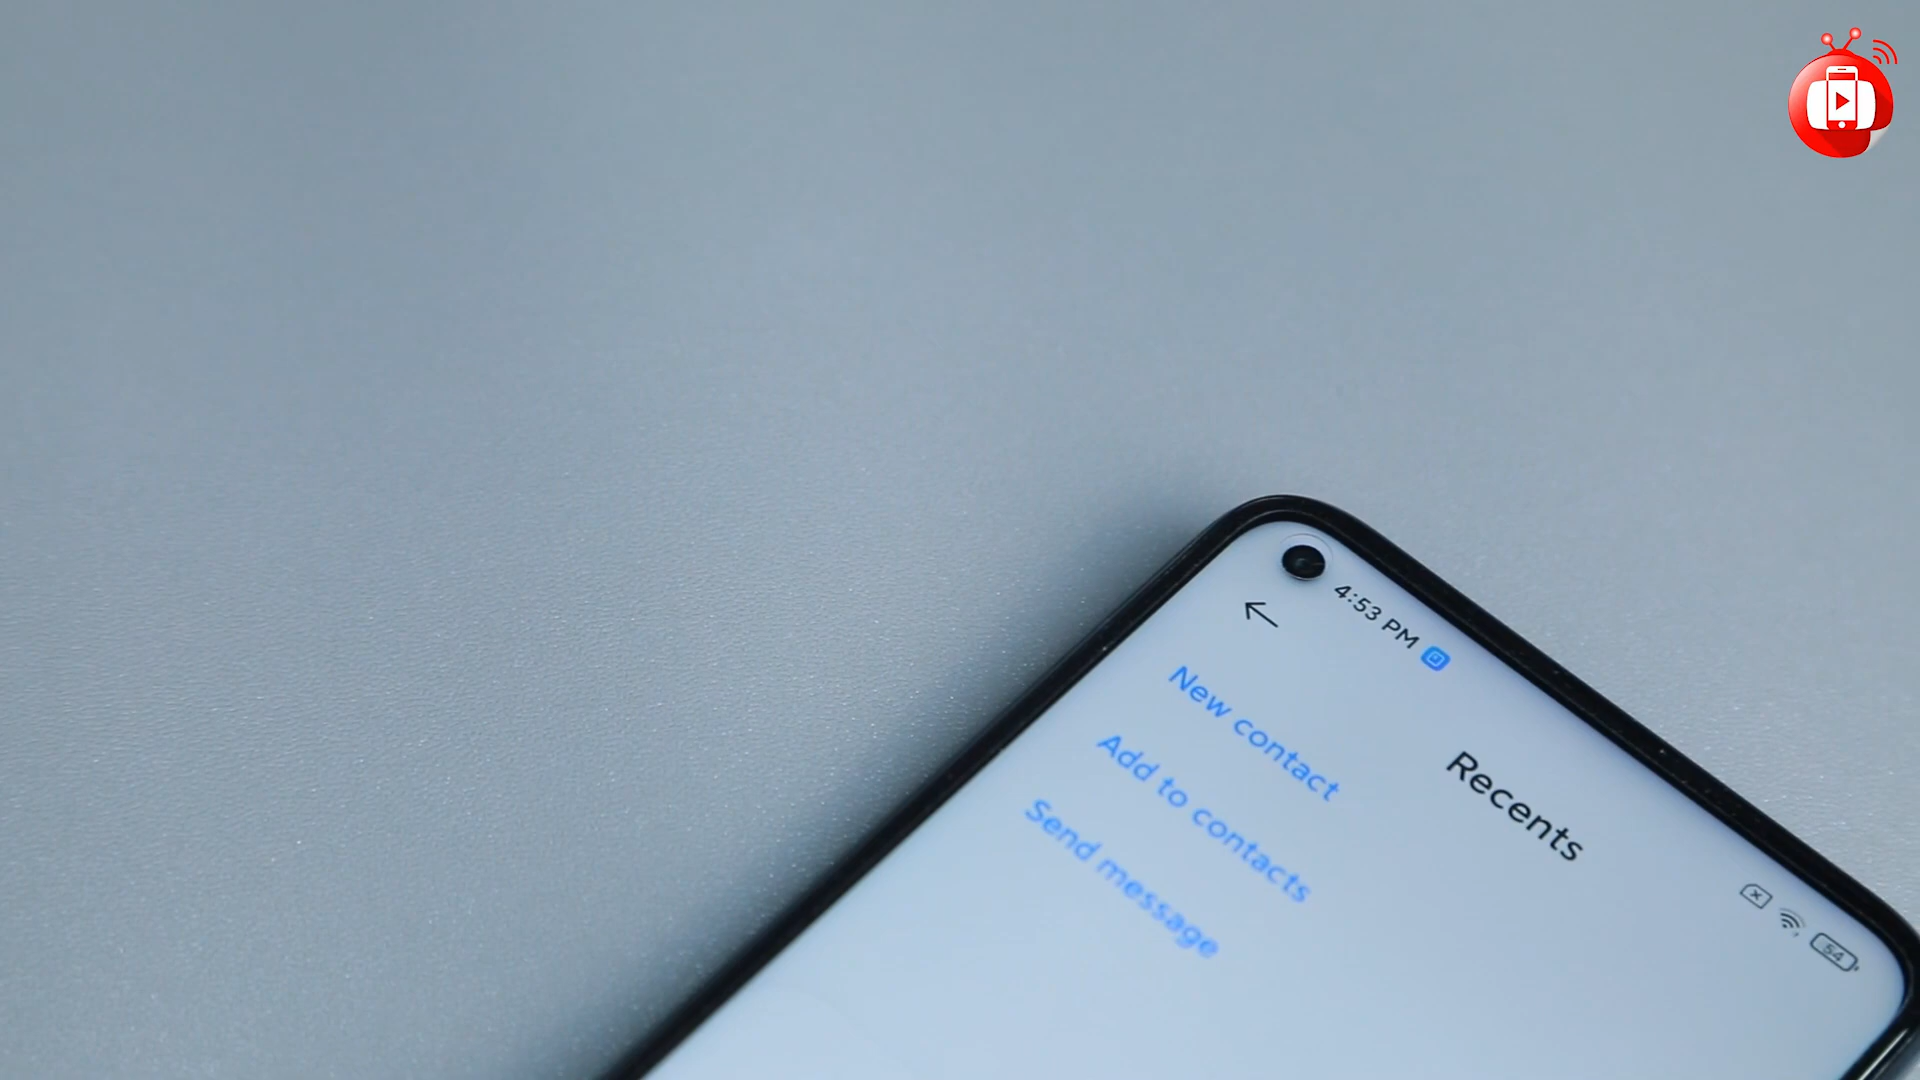 4:53 PM
54
Recents
New contact
Add to contacts
Send message